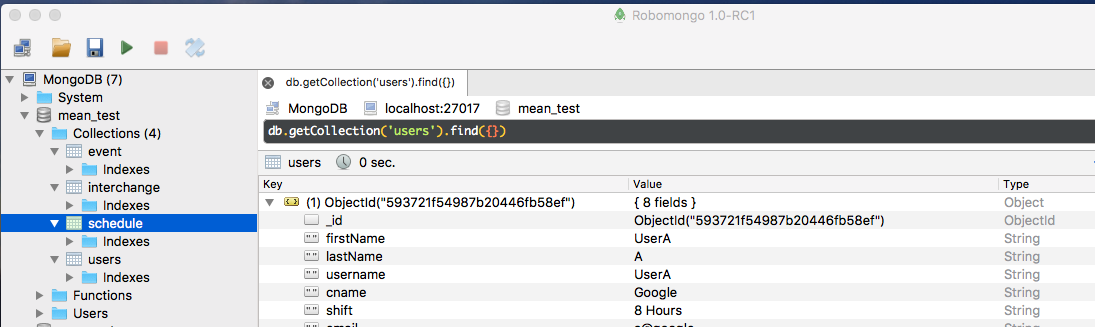 Robomongo 1.0-RC1
MongoDB (7)
System
mean_test
Collections (4)
event
Indexes
interchange
Indexes
schedule
Indexes
users
Indexes
Functions
Users
db.getCollection('users').find({})
MongoDB localhost:27017 mean_test
db.getCollection('users').find({})
users 0 sec.
Key Value Type
(1) ObjectId("593721f54987b20446fb58ef") { 8 fields } Object
_id ObjectId("593721f54987b20446fb58ef") ObjectId
firstName UserA String
lastName A String
username UserA String
cname Google String
shift 8 Hours String